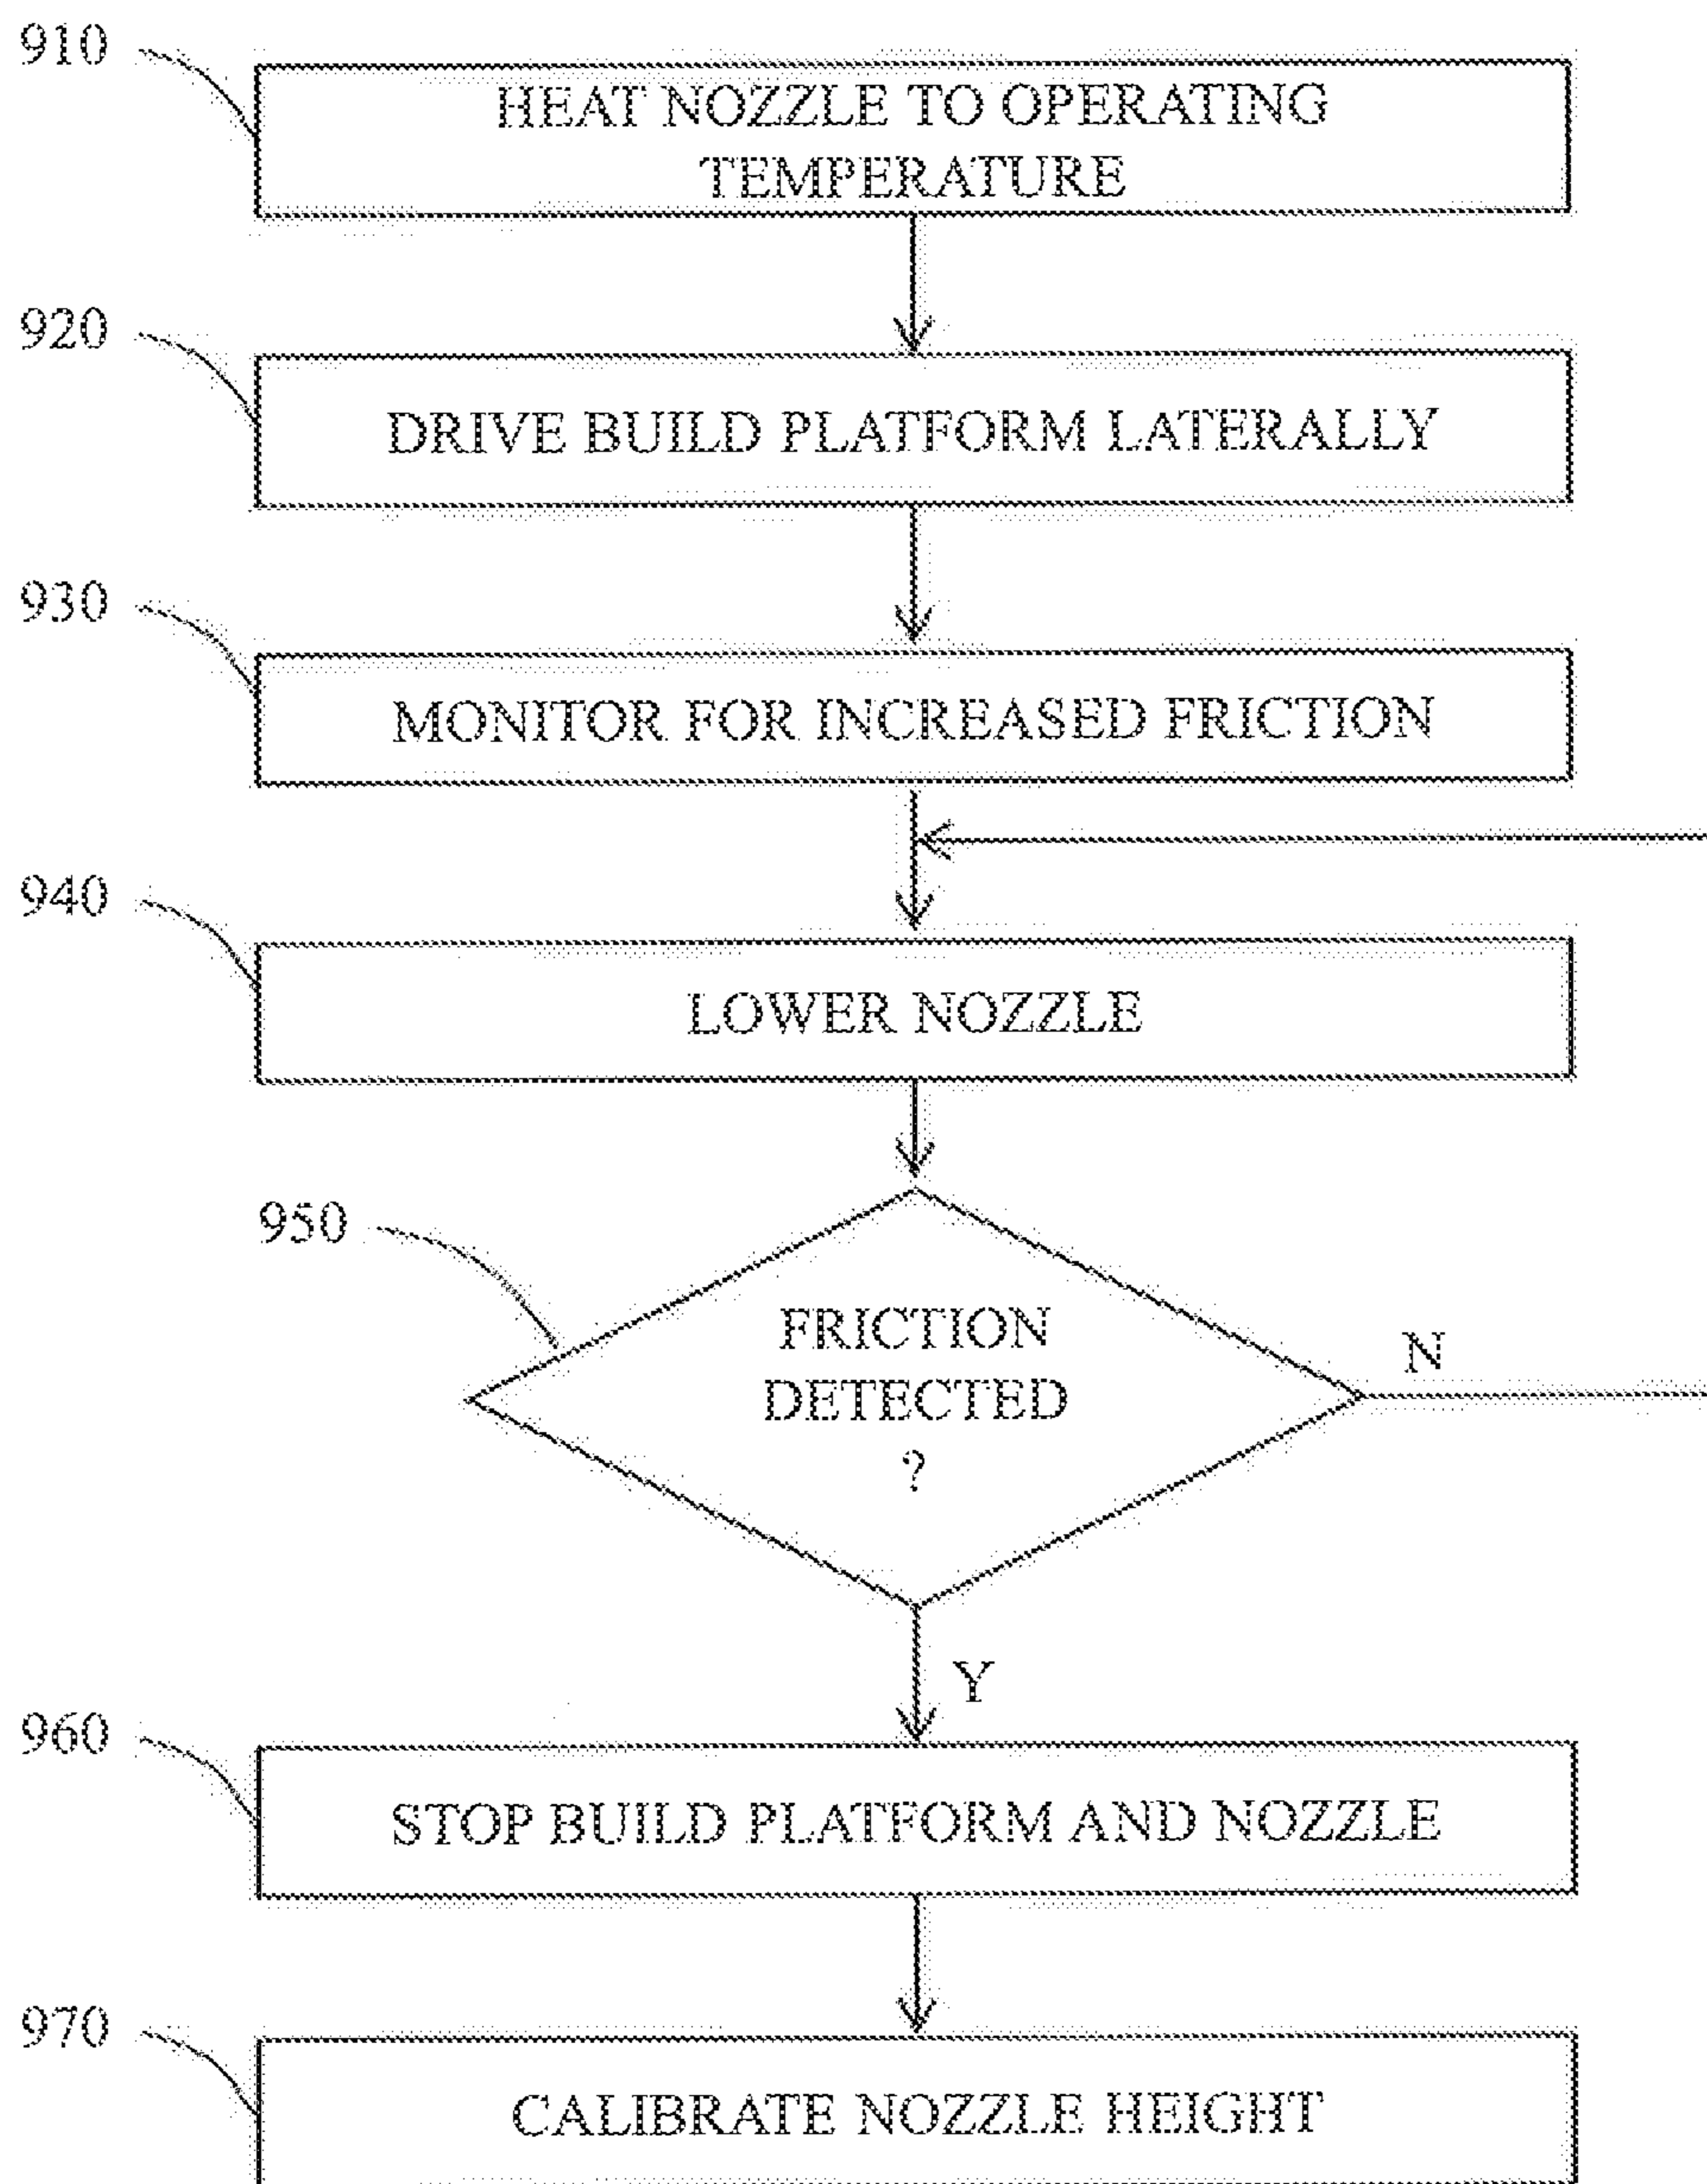 910
HEAT NOZZLE TO OPERATING
TEMPERATURE
920
DRIVE BUILD PLATFORM LATERALLY
930
MONITOR FOR INCREASED FRICTION
940
LOWER NOZZLE
950
FRICTION
DETECTED
?
N
Y
960
STOP BUILD PLATFORM AND NOZZLE
970
CALIBRATE NOZZLE HEIGHT